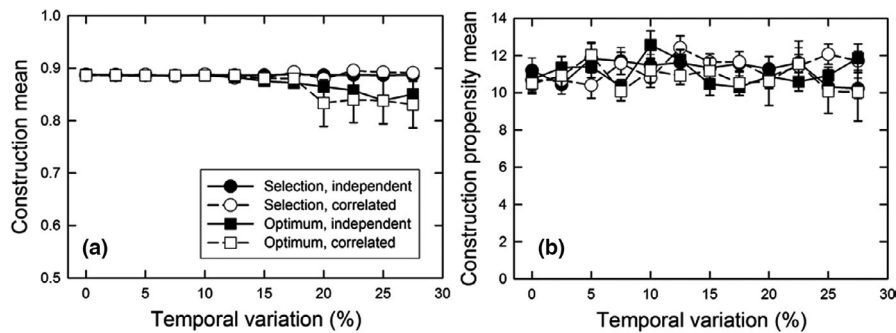 1.0
0.9
0.8
0.7
0.6
0.5
Construction mean
Selection, independent
Selection, correlated
Optimum, independent
Optimum, correlated
(a)
0 5 10 15 20 25 30
Temporal variation (%)
14
12
10
8
6
4
2
0
Construction propensity mean
(b)
0 5 10 15 20 25 30
Temporal variation (%)